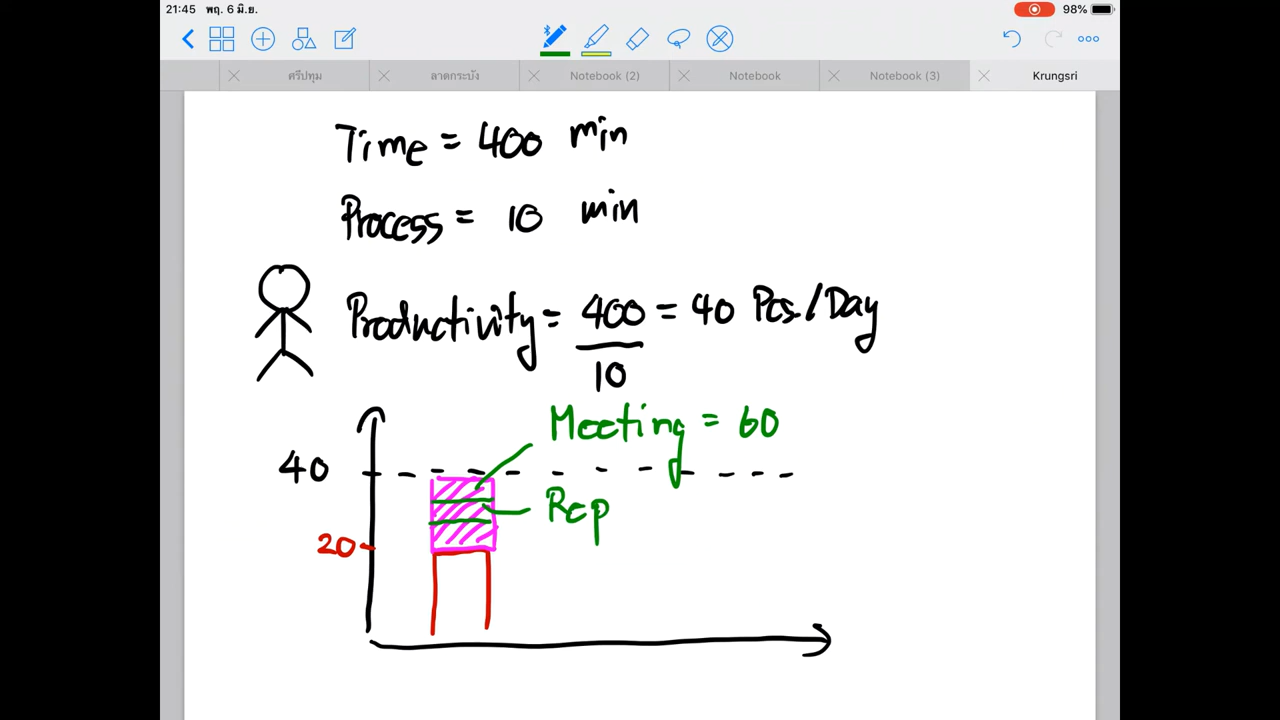 21:45 พฤ. 6 มิ.ย. 98%
ศรีปทุม ลาดกระบัง Notebook (2) Notebook Notebook (3) Krungsri
Time = 400 min
Process = 10 min
Productivity = 400 = 40 Pcs/Day
10
Meeting = 60
40
Rep
20